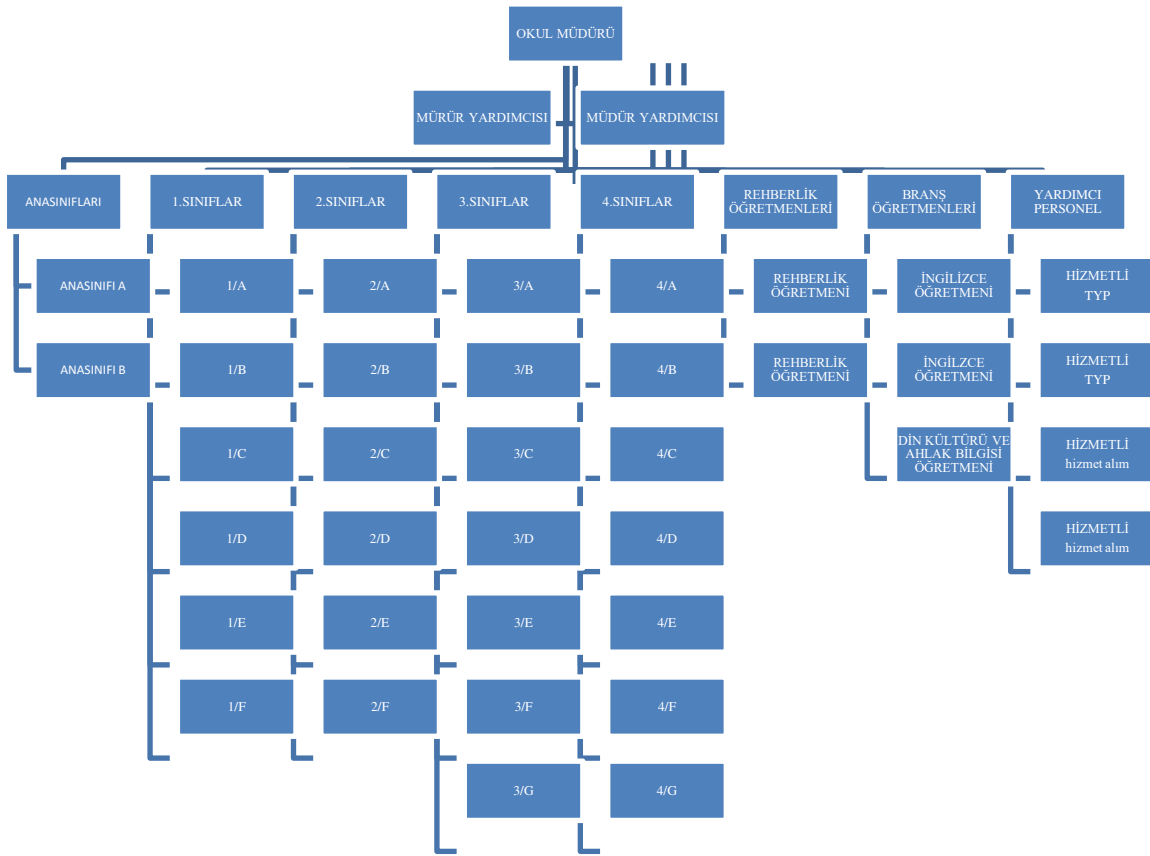 OKUL MÜDÜRÜ
MÜRÜR YARDIMCISI
MÜDÜR YARDIMCISI
ANASINIFLARI
1.SINIFLAR
2.SINIFLAR
3.SINIFLAR
4.SINIFLAR
REHBERLİK
ÖĞRETMENLERİ
BRANŞ
ÖĞRETMENLERİ
YARDIMCI
PERSONEL
ANASINIFI A
1/A
2/A
3/A
4/A
REHBERLİK
ÖĞRETMENİ
İNGİLİZCE
ÖĞRETMENİ
HİZMETLİ
TYP
ANASINIFI B
1/B
2/B
3/B
4/B
REHBERLİK
ÖĞRETMENİ
İNGİLZCE
ÖĞRETMENİ
HİZMETLİ
TYP
1/C
2/C
3/C
4/C
DİN KÜLTÜRÜ VE
AHLAK BİLGİSİ
ÖĞRETMENİ
HİZMETLİ
hizmet alım
1/D
2/D
3/D
4/D
HİZMETLİ
hizmet alım
1/E
2/E
3/E
4/E
1/F
2/F
3/F
4/F
3/G
4/G